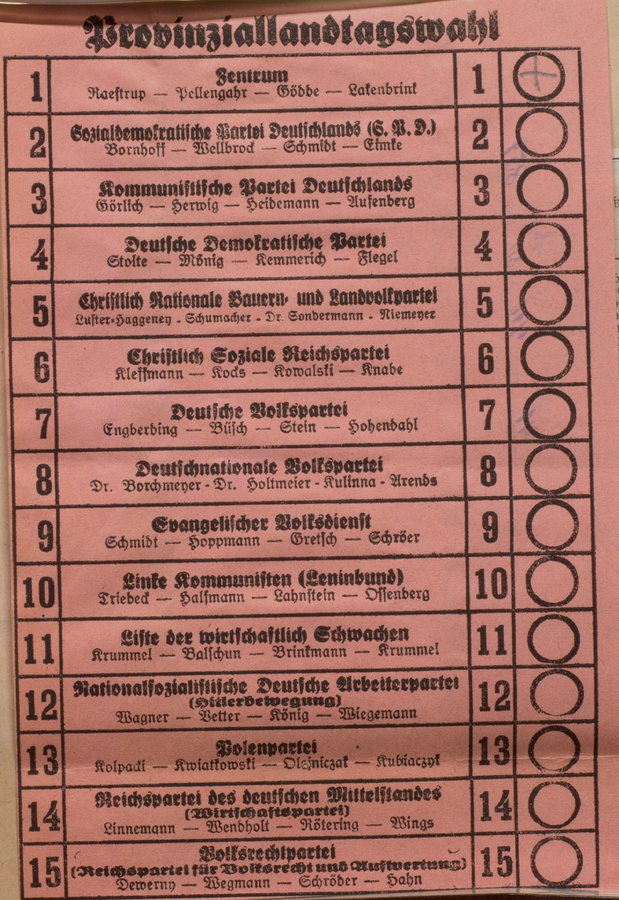 Provinziallandtagswahl
1 Zentrum 1
Raestrup — Pellengahr — Gödde — Lakenbrink
2 Sozialdemokratische Partei Deutschlands (S. P. D.) 2
Bornhoff — Wellbrock — Schmidt — Emke
3 Kommunistische Partei Deutschlands 3
Görlich — Herwig — Heidemann — Aufenberg
4 Deutsche Demokratische Partei 4
Stolte — Mönig — Kemmerich — Flegel
5 Christlich Nationale Bauern- und Landvolkpartei 5
Luster-Haggeney - Schumacher - Dr. Sondermann - Niemeyer
6 Christlich Soziale Reichspartei 6
Kleffmann — Kocks — Kowalski — Knabe
7 Deutsche Volkspartei 7
Engberding — Büsch — Stein — Hohendahl
8 Deutschnationale Volkspartei 8
Dr. Borchmeyer - Dr. Holtmeier - Kulinna - Arends
9 Evangelischer Volksdienst 9
Schmidt — Hoppmann — Gretsch — Schröer
10 Linke Kommunisten (Leninbund) 10
Triebeck — Halfmann — Lahnstein — Ossenberg
11 Liste der wirtschaftlich Schwachen 11
Krummel — Balschun — Brinkmann — Krummel
12 Nationalsozialistische Deutsche Arbeiterpartei 12
(Hitlerbewegung)
Wagner — Vetter — König — Wiegemann
13 Polenpartei 13
Kolpacki — Kwiatkowski — Olejniczak — Kubiaczyk
14 Reichspartei des deutschen Mittelstandes 14
(Wirtschaftspartei)
Linnemann — Wendholt — Rötering — Wings
15 Volksrechtpartei 15
(Reichspartei für Volksrecht und Aufwertung)
Dewerny — Wegmann — Schröder — Hahn